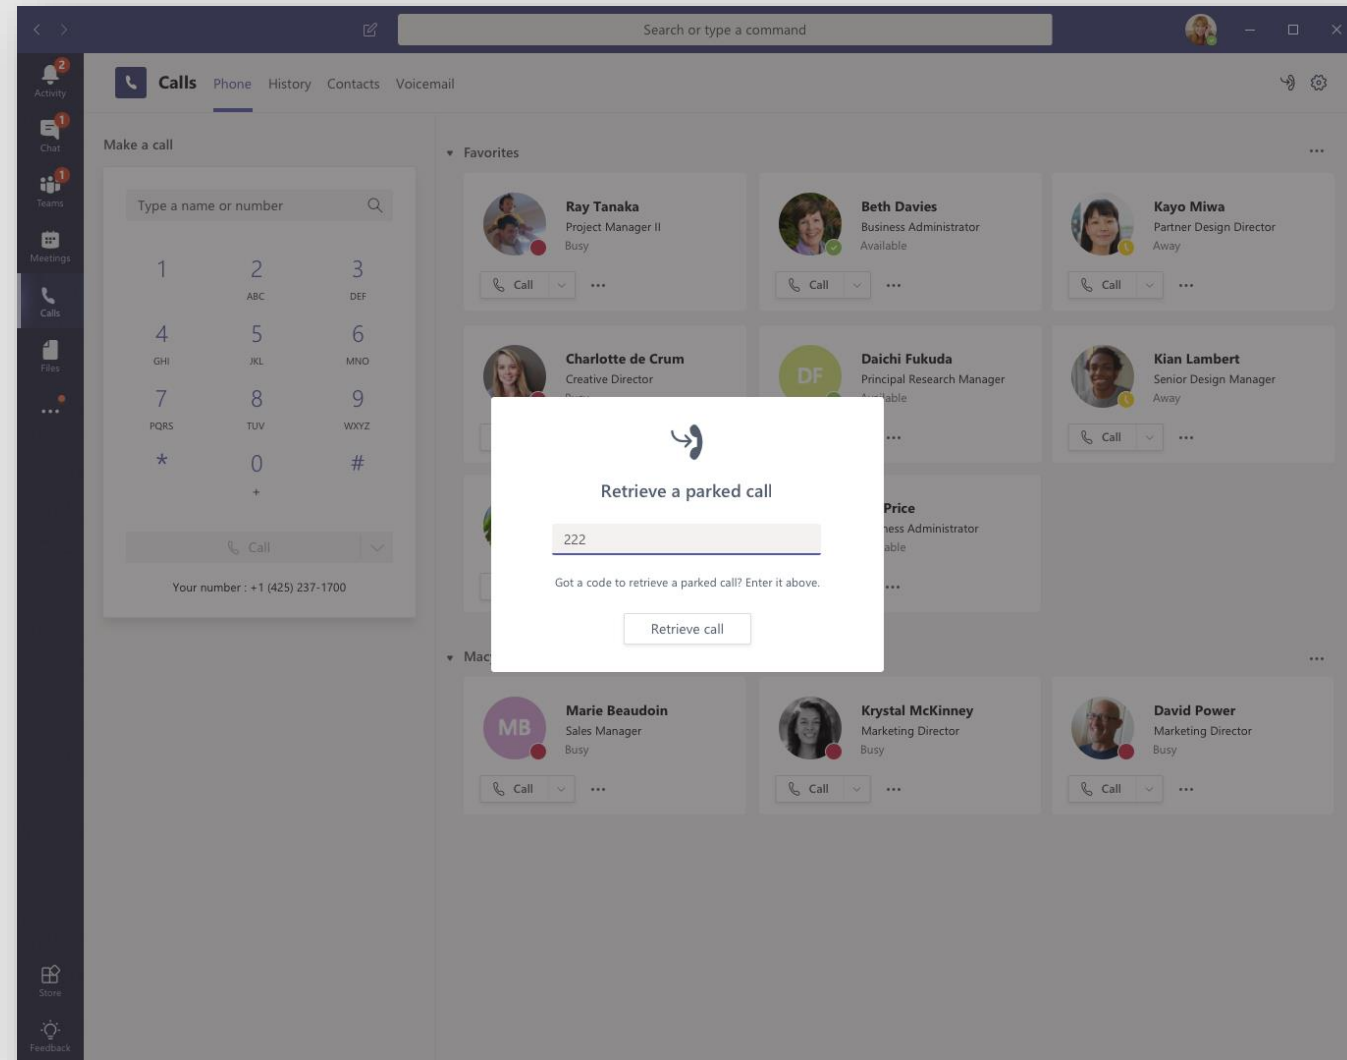 Search or type a command
2
Activity
1
Chat
1
Teams
Meetings
Calls
Files
Store
Feedback
Calls Phone History Contacts Voicemail
Make a call
Type a name or number
1 2 3
ABC DEF
4 5 6
GHI JKL MNO
7 8 9
PQRS TUV WXYZ
* 0 #
+
Call
Your number : +1 (425) 237-1700
Favorites
Ray Tanaka
Project Manager II
Busy
Call
Beth Davies
Business Administrator
Available
Call
Kayo Miwa
Partner Design Director
Away
Call
Charlotte de Crum
Creative Director
DF
Daichi Fukuda
Principal Research Manager
Kian Lambert
Senior Design Manager
Away
Call
Price
Administrator
Retrieve a parked call
222
Got a code to retrieve a parked call? Enter it above.
Retrieve call
MB
Marie Beaudoin
Sales Manager
Busy
Call
Krystal McKinney
Marketing Director
Busy
Call
David Power
Marketing Director
Busy
Call